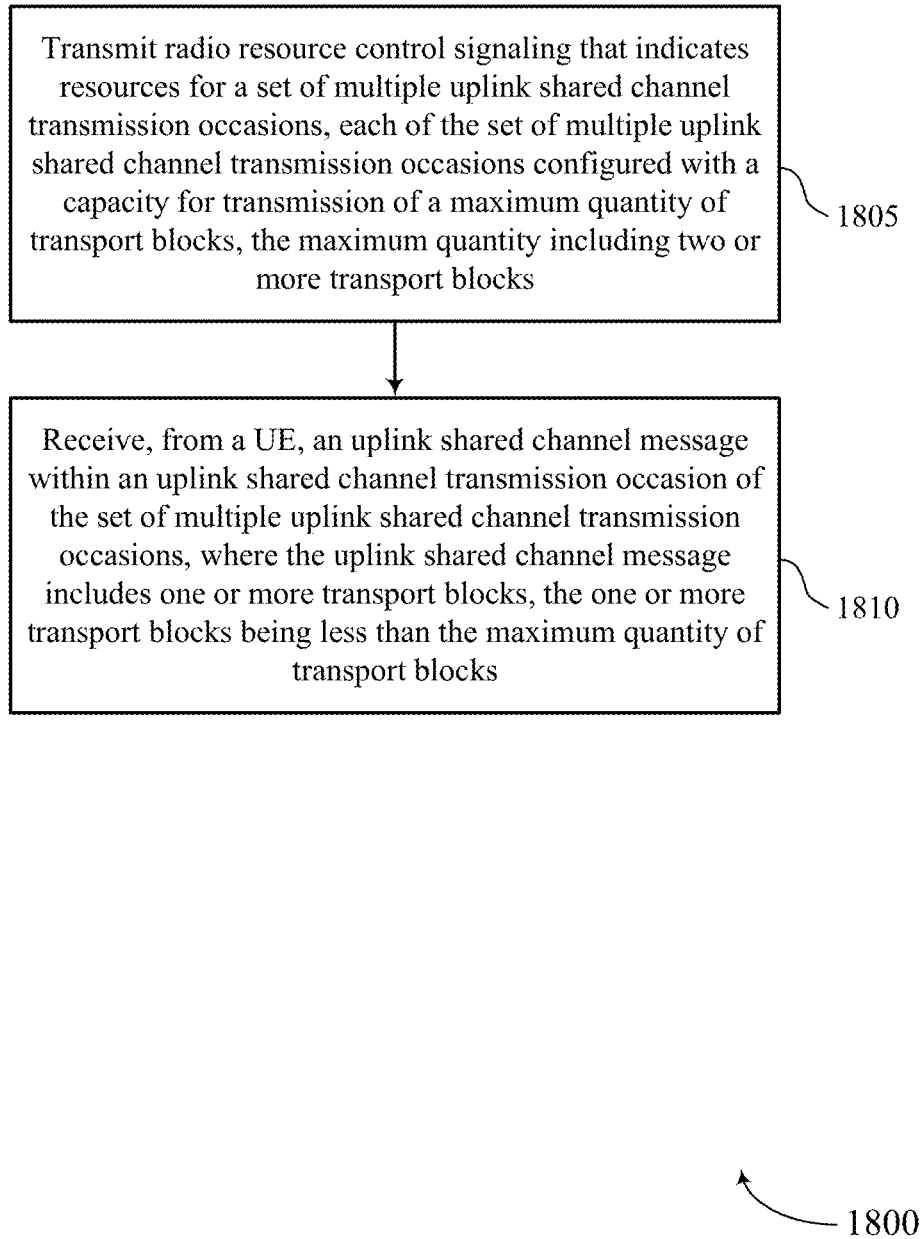 Transmit radio resource control signaling that indicates
resources for a set of multiple uplink shared channel
transmission occasions, each of the set of multiple uplink
shared channel transmission occasions configured with a
capacity for transmission of a maximum quantity of
transport blocks, the maximum quantity including two or
more transport blocks
1805
Receive, from a UE, an uplink shared channel message
within an uplink shared channel transmission occasion of
the set of multiple uplink shared channel transmission
occasions, where the uplink shared channel message
includes one or more transport blocks, the one or more
transport blocks being less than the maximum quantity of
transport blocks
1810
1800